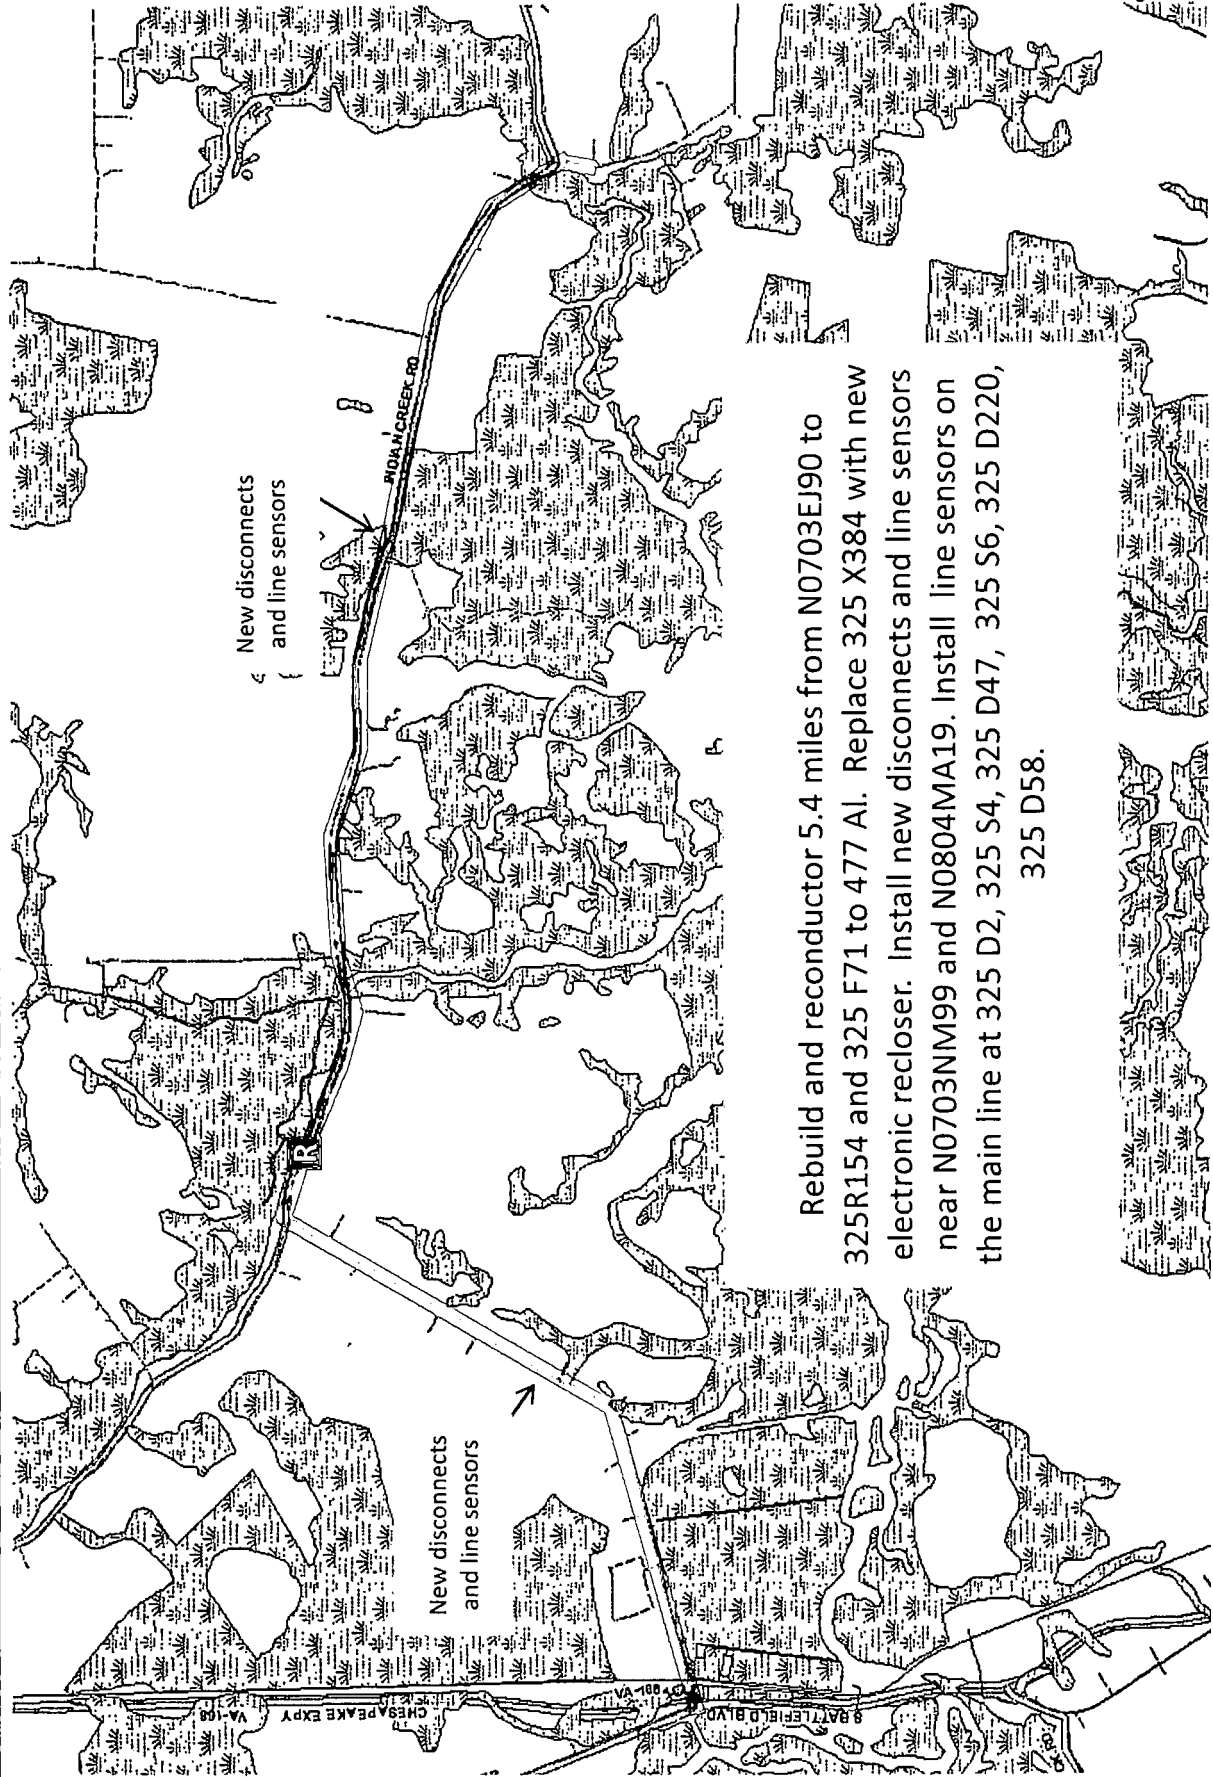 New disconnects
and line sensors
INDIAN CREEK RD
R
New disconnects
and line sensors
VA-168
CHESAPEAKE EXPY
VA-168
S BATTLEFIELD BLVD
RD
Rebuild and reconductor 5.4 miles from N0703EJ90 to
325R154 and 325 F71 to 477 Al. Replace 325 X384 with new
electronic recloser. Install new disconnects and line sensors
near N0703NM99 and N0804MA19. Install line sensors on
the main line at 325 D2, 325 S4, 325 D47, 325 S6, 325 D220,
325 D58.